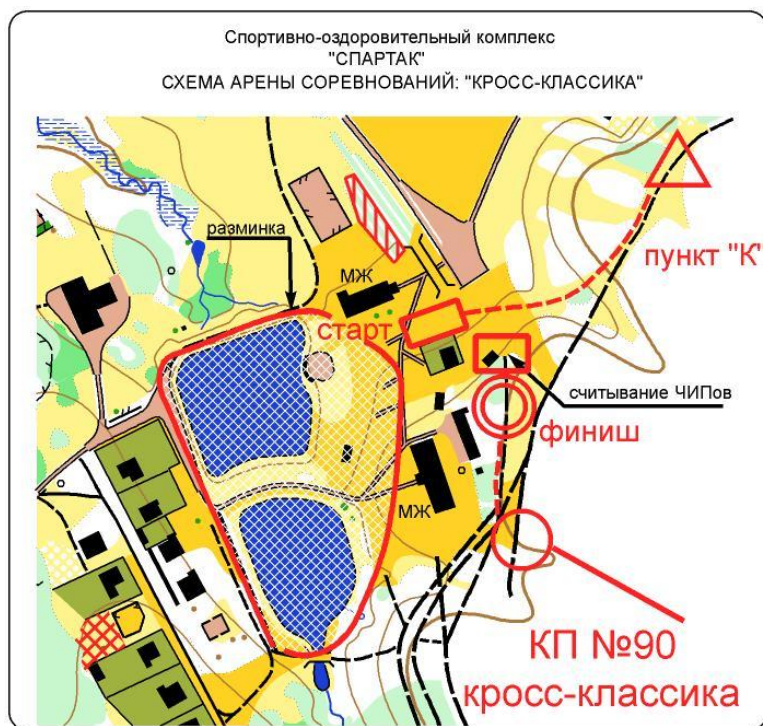 Спортивно-оздоровительный комплекс
"СПАРТАК"
СХЕМА АРЕНЫ СОРЕВНОВАНИЙ: "КРОСС-КЛАССИКА"
разминка
пункт "К"
МЖ
старт
считывание ЧИПов
финиш
МЖ
КП №90
кросс-классика